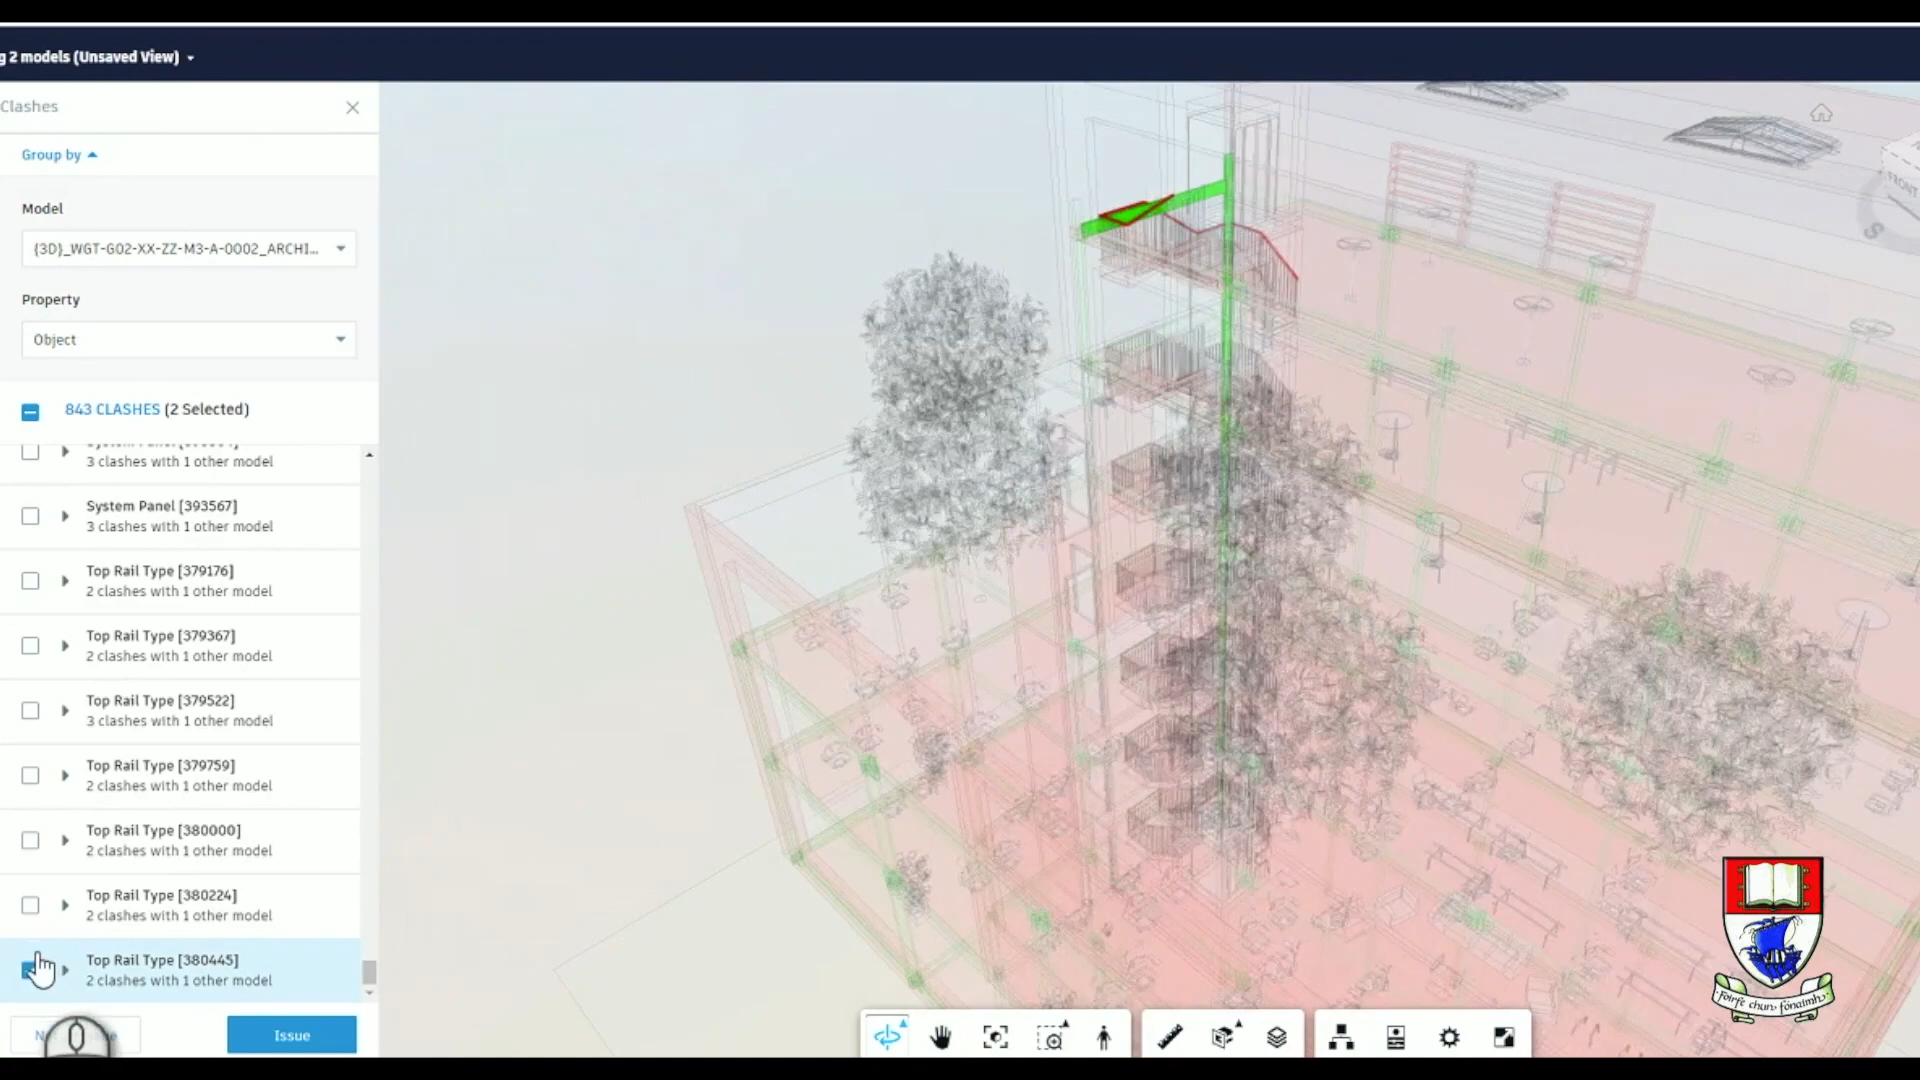 g 2 models (Unsaved View)
Clashes
Group by
Model
{3D}_WGT-G02-XX-ZZ-M3-A-0002_ARCHI...
Property
Object
843 CLASHES (2 Selected)
3 clashes with 1 other model
System Panel [393567]
3 clashes with 1 other model
Top Rail Type [379176]
2 clashes with 1 other model
Top Rail Type [379367]
2 clashes with 1 other model
Top Rail Type [379522]
3 clashes with 1 other model
Top Rail Type [379759]
2 clashes with 1 other model
Top Rail Type [380000]
2 clashes with 1 other model
Top Rail Type [380224]
2 clashes with 1 other model
Top Rail Type [380445]
2 clashes with 1 other model
Issue
FRONT
S
Foirfe chun fónaimh